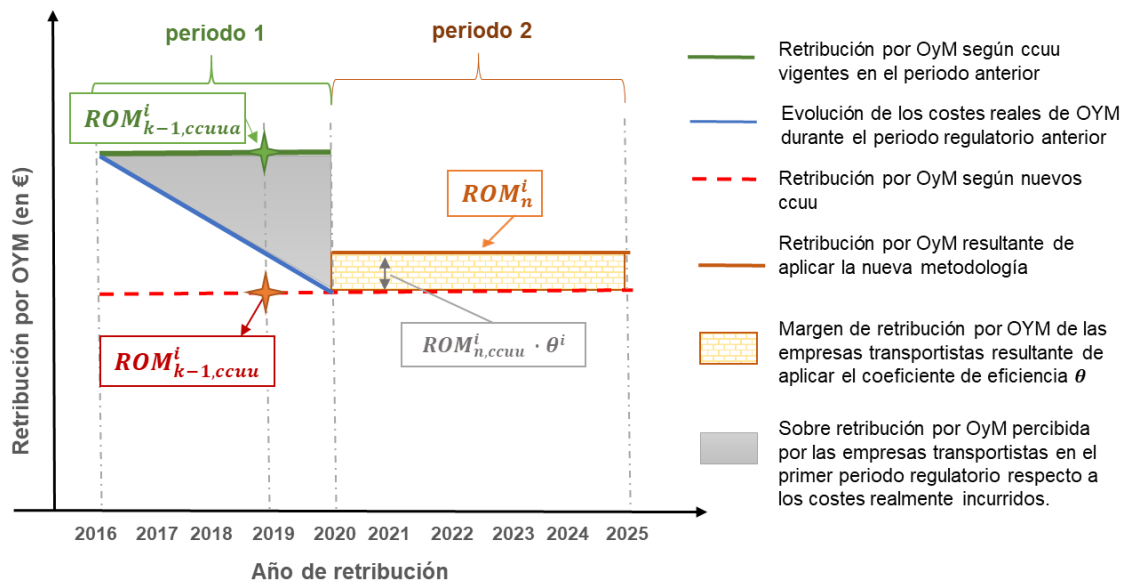 periodo 1
periodo 2
Retribución por OYM (en €)
ROM^i_{k−1,ccuua}
ROM^i_n
ROM^i_{k−1,ccuu}
ROM^i_{n,ccuu} · θ^i
2016 2017 2018 2019 2020 2021 2022 2023 2024 2025
Año de retribución
Retribución por OyM según ccuu
vigentes en el periodo anterior
Evolución de los costes reales de OYM
durante el periodo regulatorio anterior
Retribución por OyM según nuevos
ccuu
Retribución por OyM resultante de
aplicar la nueva metodología
Margen de retribución por OYM de las
empresas transportistas resultante de
aplicar el coeficiente de eficiencia θ
Sobre retribución por OyM percibida
por las empresas transportistas en el
primer periodo regulatorio respecto a
los costes realmente incurridos.